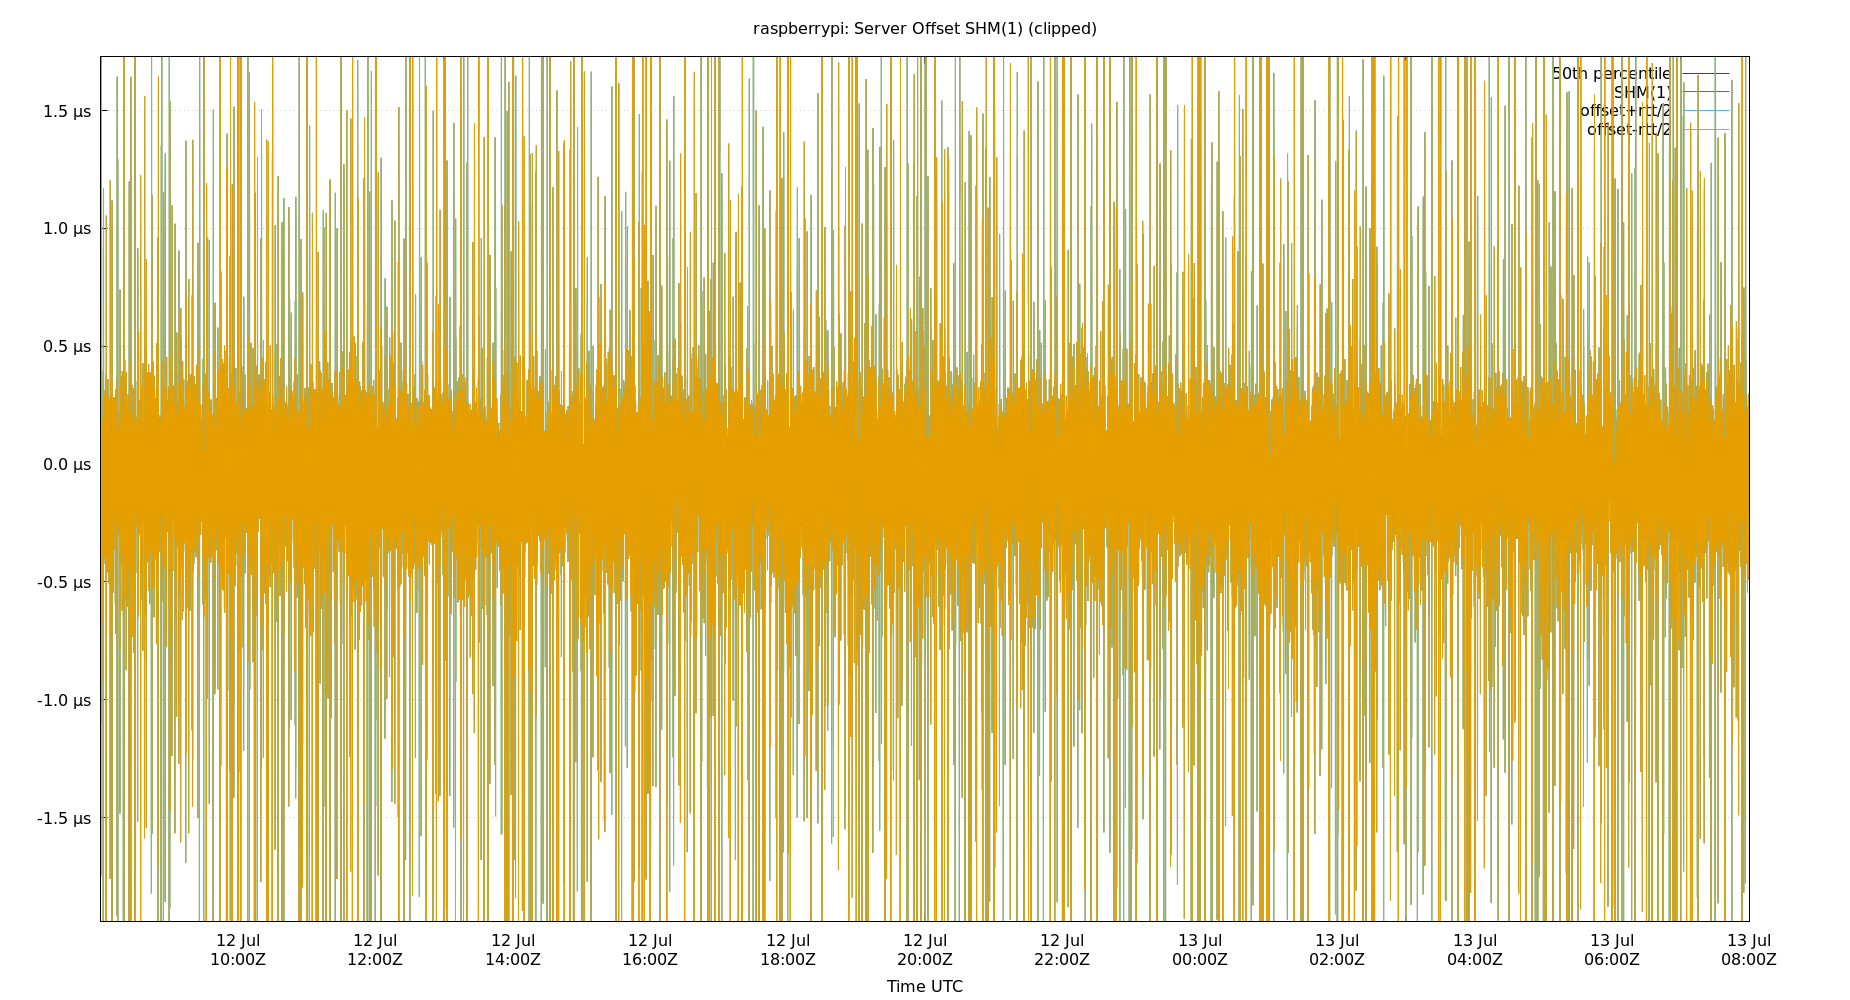 raspberrypi: Server Offset SHM(1) (clipped)
50th percentile
SHM(1)
offset+rtt/2
offset-rtt/2
1.5 µs
1.0 µs
0.5 µs
0.0 µs
-0.5 µs
-1.0 µs
-1.5 µs
12 Jul 12 Jul 12 Jul 12 Jul 12 Jul 12 Jul 12 Jul 13 Jul 13 Jul 13 Jul 13 Jul 13 Jul
10:00Z 12:00Z 14:00Z 16:00Z 18:00Z 20:00Z 22:00Z 00:00Z 02:00Z 04:00Z 06:00Z 08:00Z
Time UTC